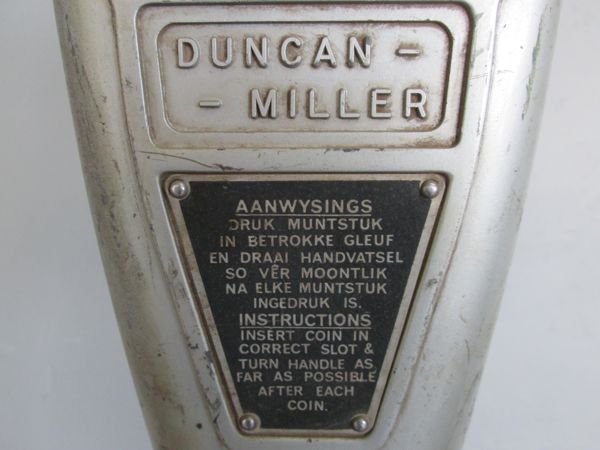 DUNCAN -
- MILLER
AANWYSINGS
DRUK MUNTSTUK
IN BETROKKE GLEUF
EN DRAAI HANDVATSEL
SO VÊR MOONTLIK
NA ELKE MUNTSTUK
INGEDRUK IS.
INSTRUCTIONS
INSERT COIN IN
CORRECT SLOT &
TURN HANDLE AS
FAR AS POSSIBLE
AFTER EACH
COIN.